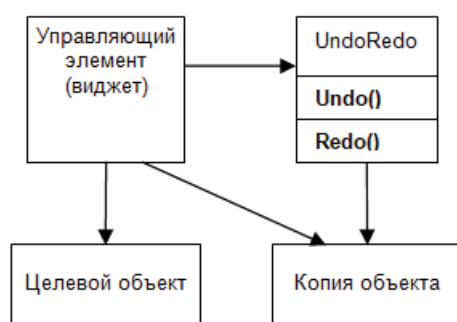 Управляющий
элемент
(виджет)
UndoRedo
Undo()
Redo()
Целевой объект
Копия объекта